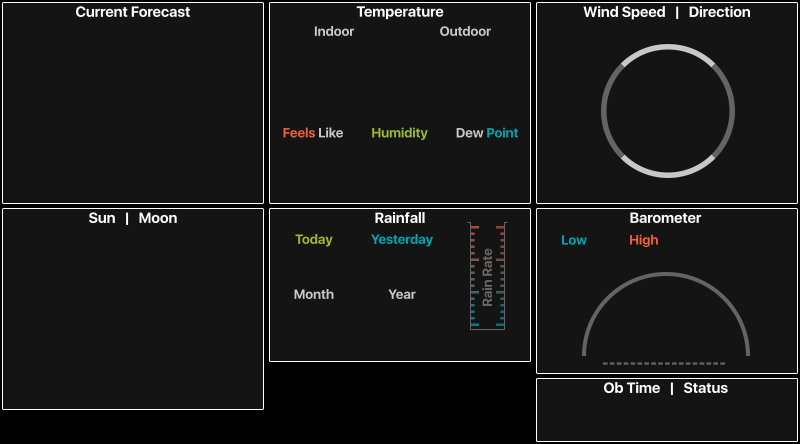 Current Forecast
Temperature
Indoor Outdoor
Feels Like Humidity Dew Point
Wind Speed | Direction
Sun | Moon
Rainfall
Today Yesterday
Month Year
Rain Rate
Barometer
Low High
Ob Time | Status